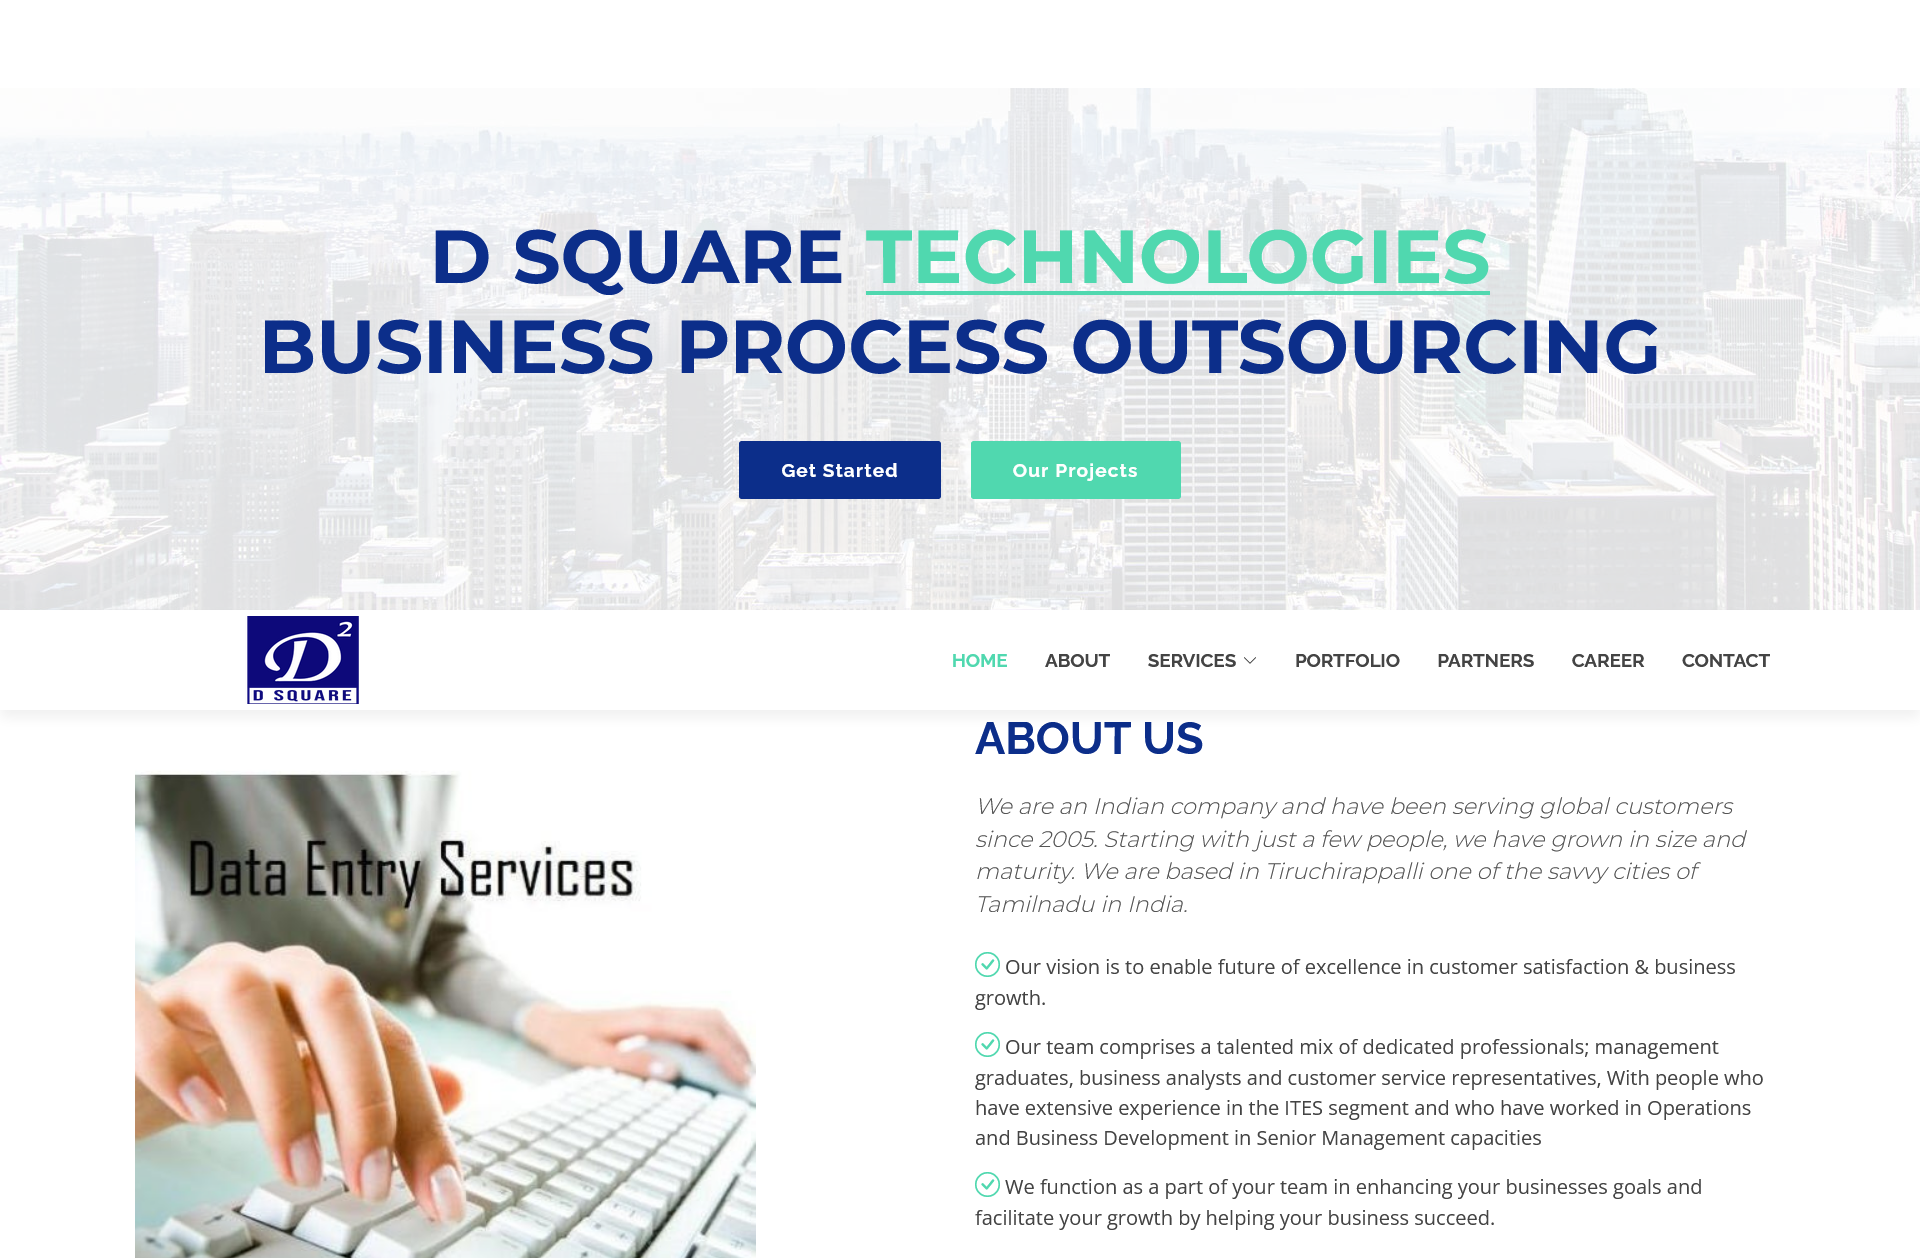 D SQUARE TECHNOLOGIES
BUSINESS PROCESS OUTSOURCING
Get Started
Our Projects
D2
D SQUARE
HOME ABOUT SERVICES PORTFOLIO PARTNERS CAREER CONTACT
ABOUT US
Data Entry Services
We are an Indian company and have been serving global customers
since 2005. Starting with just a few people, we have grown in size and
maturity. We are based in Tiruchirappalli one of the savvy cities of
Tamilnadu in India.
Our vision is to enable future of excellence in customer satisfaction & business
growth.
Our team comprises a talented mix of dedicated professionals; management
graduates, business analysts and customer service representatives, With people who
have extensive experience in the ITES segment and who have worked in Operations
and Business Development in Senior Management capacities
We function as a part of your team in enhancing your businesses goals and
facilitate your growth by helping your business succeed.